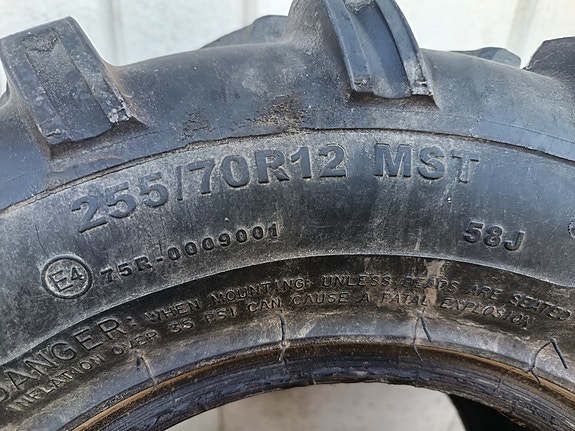 255/70R12 MST
E4 75R-0009001 58J
DANGER: WHEN MOUNTING, UNLESS BEADS ARE SEATED
INFLATION OVER 35 PSI CAN CAUSE A FATAL EXPLOSION